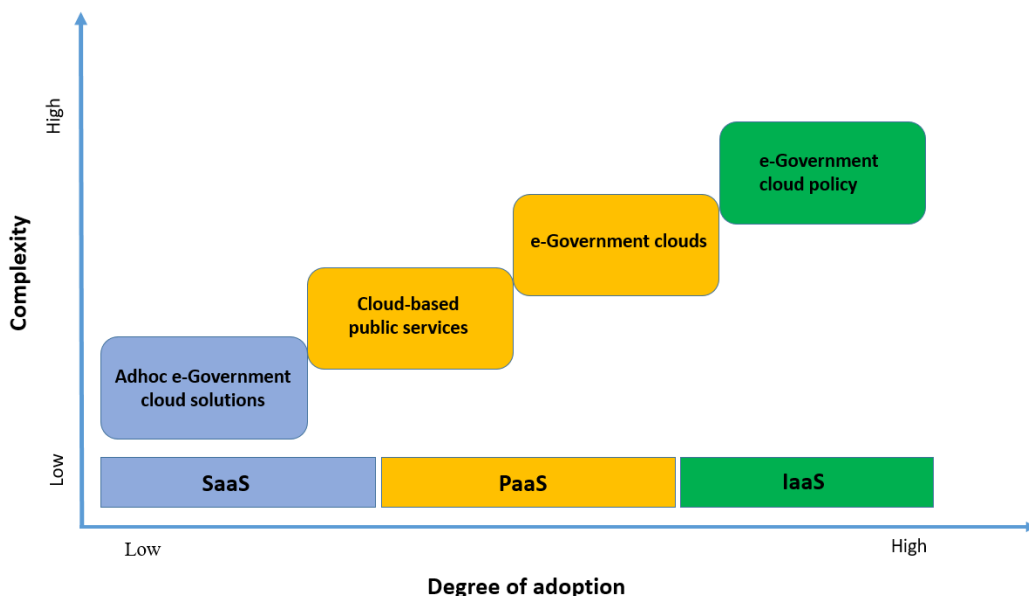 High
e-Government
cloud policy
e-Government clouds
Complexity
Cloud-based
public services
Adhoc e-Government
cloud solutions
Low
SaaS
PaaS
IaaS
Low
High
Degree of adoption